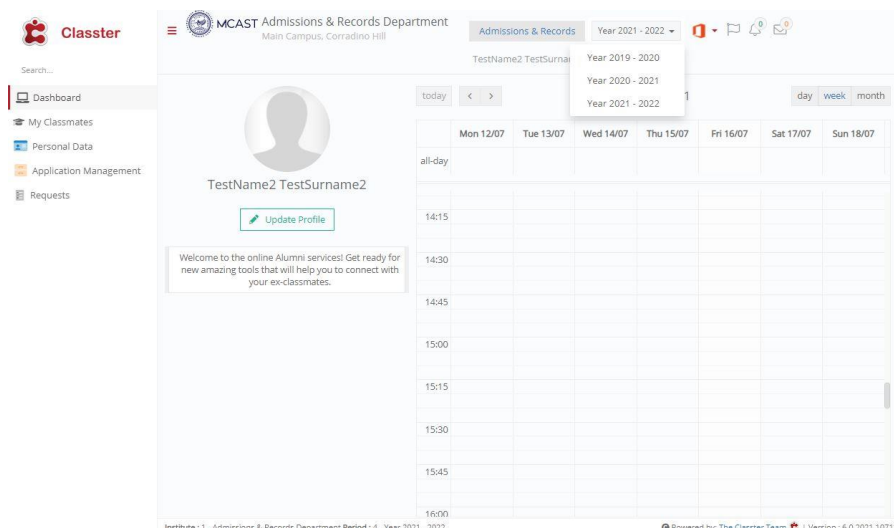 Classter
MCAST Admissions & Records Department
Main Campus, Corradino Hill
Admissions & Records
Year 2021 - 2022
0
0
Year 2019 - 2020
Year 2020 - 2021
Year 2021 - 2022
Search...
Dashboard
My Classmates
Personal Data
Application Management
Requests
TestName2 TestSurname2
Update Profile
Welcome to the online Alumni services! Get ready for
new amazing tools that will help you to connect with
your ex-classmates.
today < >
day week month
Mon 12/07 Tue 13/07 Wed 14/07 Thu 15/07 Fri 16/07 Sat 17/07 Sun 18/07
all-day
14:15
14:30
14:45
15:00
15:15
15:30
15:45
16:00
Institute : 1 - Admissions & Records Department Period : 4 - Year 2021 - 2022
Powered by: The Classter Team | Version : 6.0.2021.1071